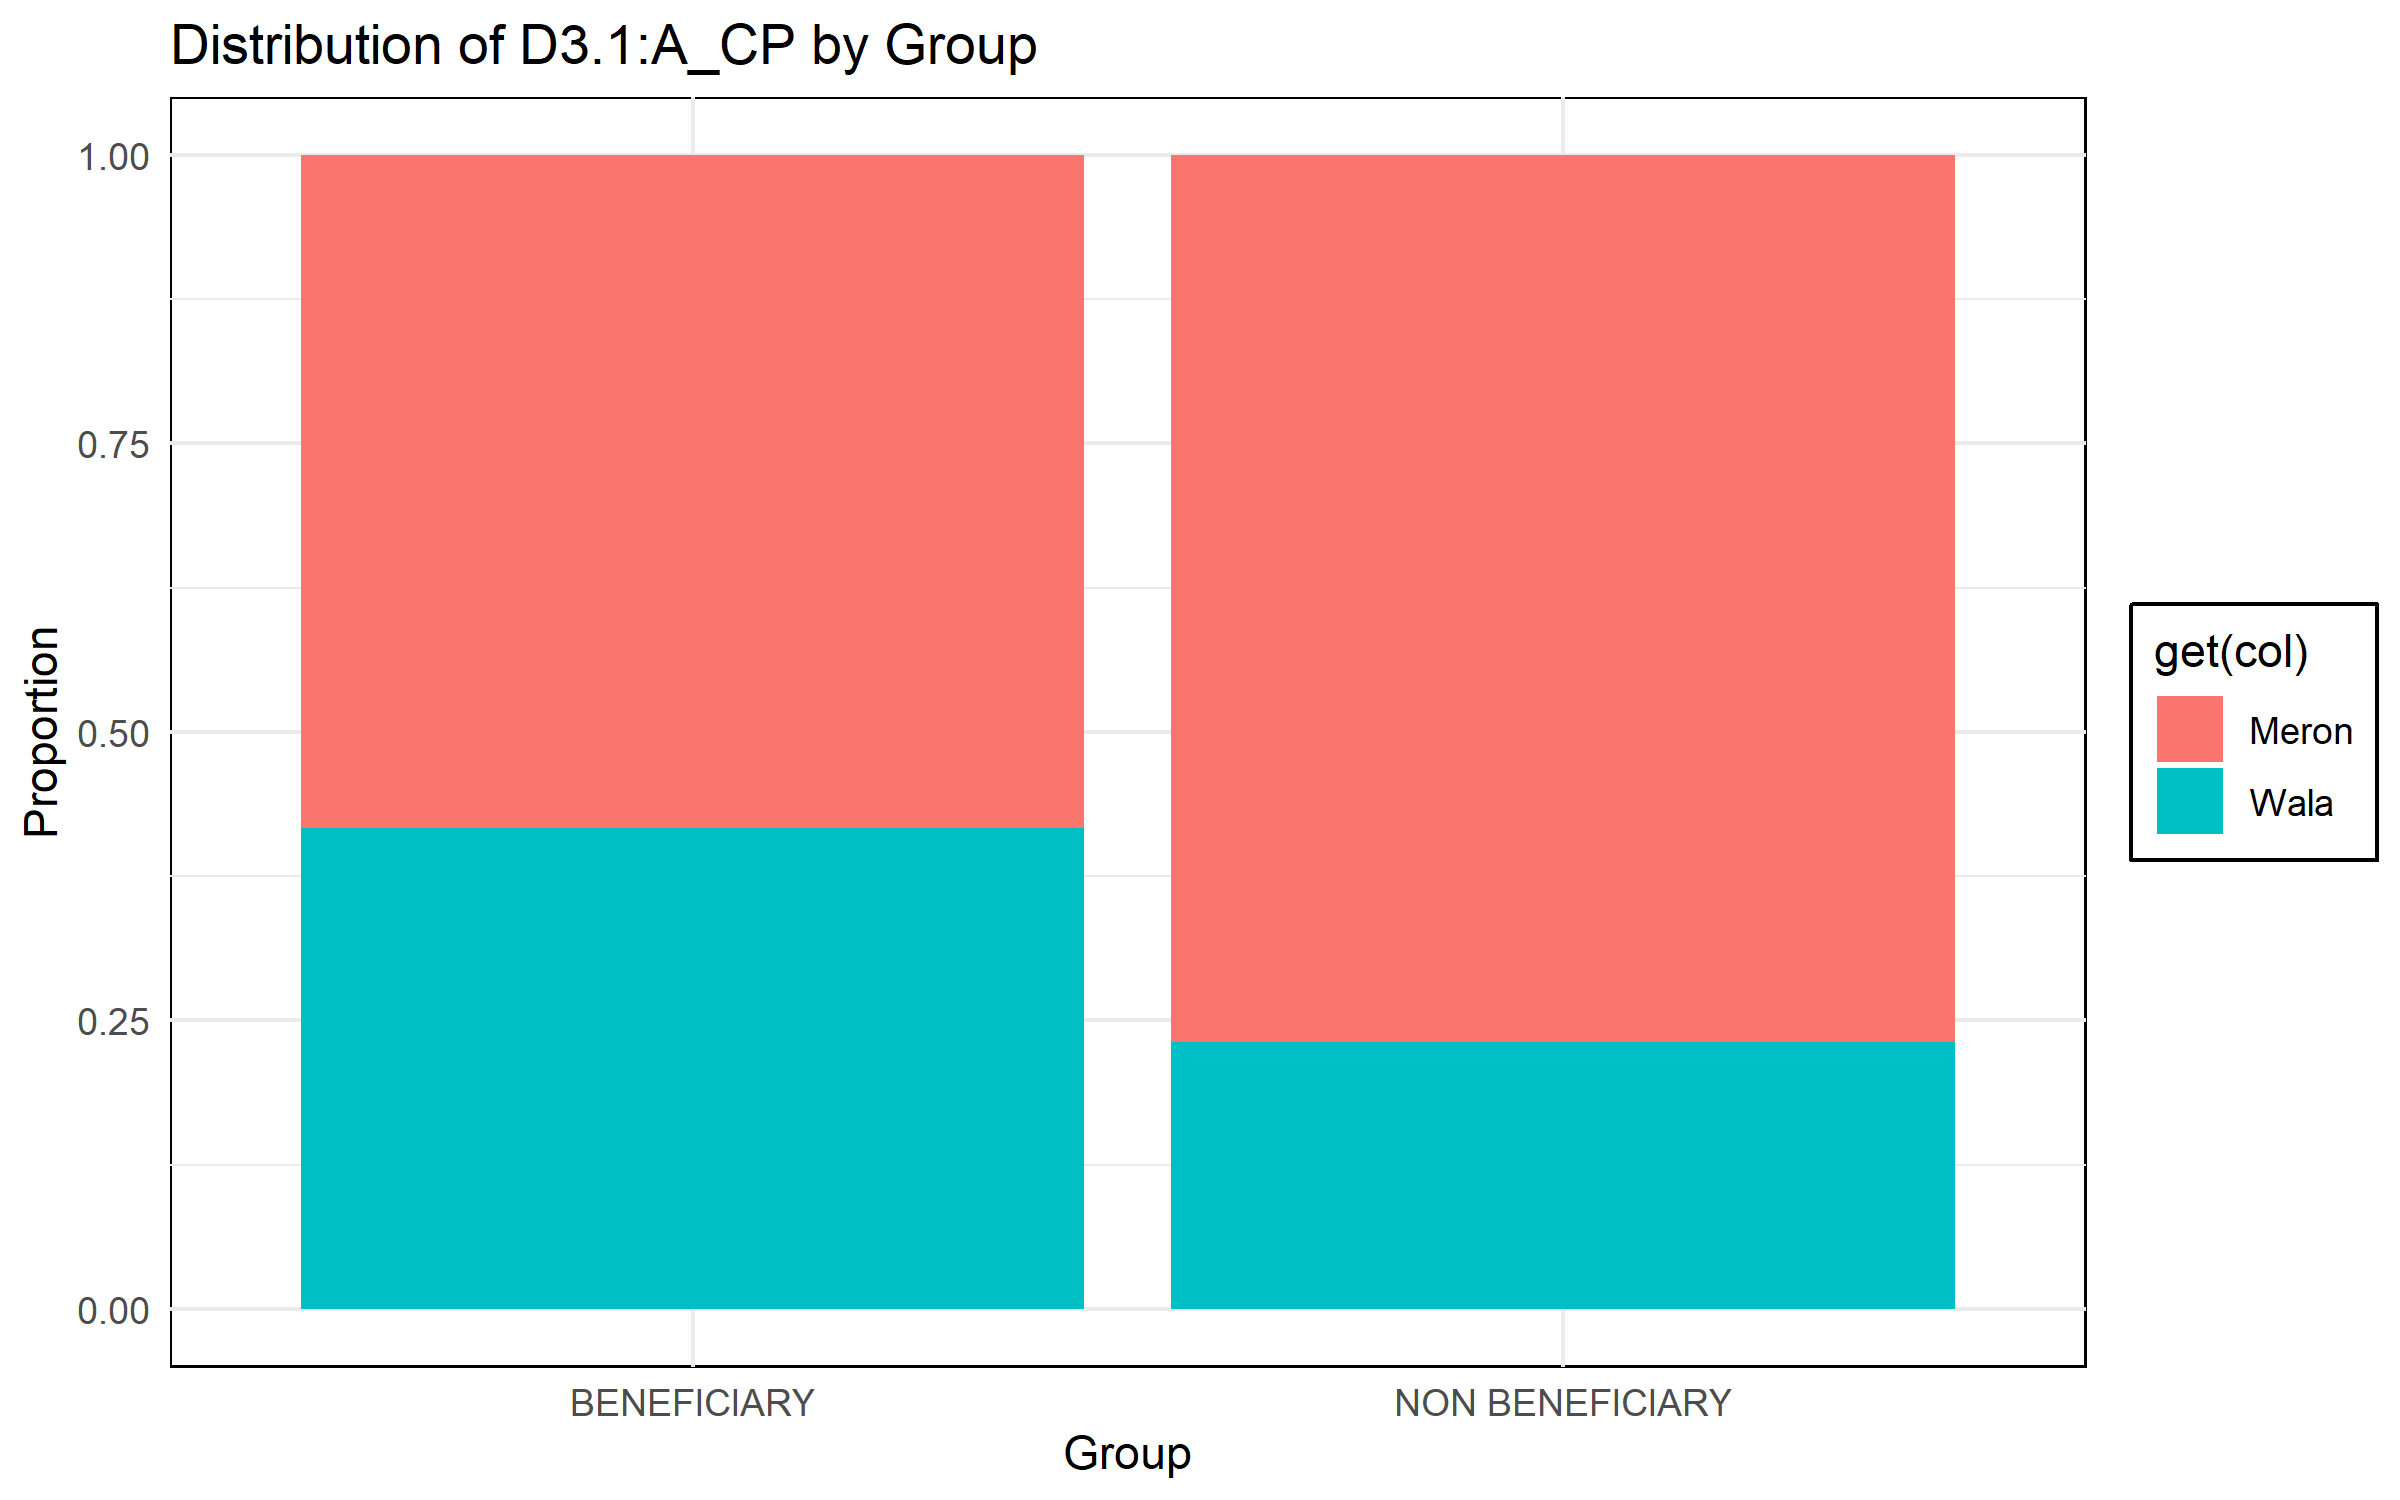 Distribution of D3.1:A_CP by Group
Proportion
1.00
0.75
0.50
0.25
0.00
BENEFICIARY
NON BENEFICIARY
Group
get(col)
Meron
Wala